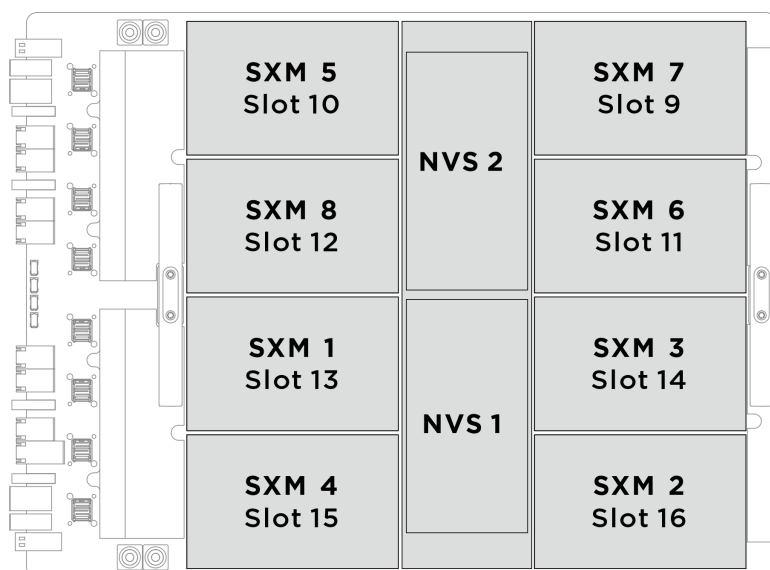 SXM 5
Slot 10
SXM 7
Slot 9
NVS 2
SXM 8
Slot 12
SXM 6
Slot 11
SXM 1
Slot 13
SXM 3
Slot 14
NVS 1
SXM 4
Slot 15
SXM 2
Slot 16